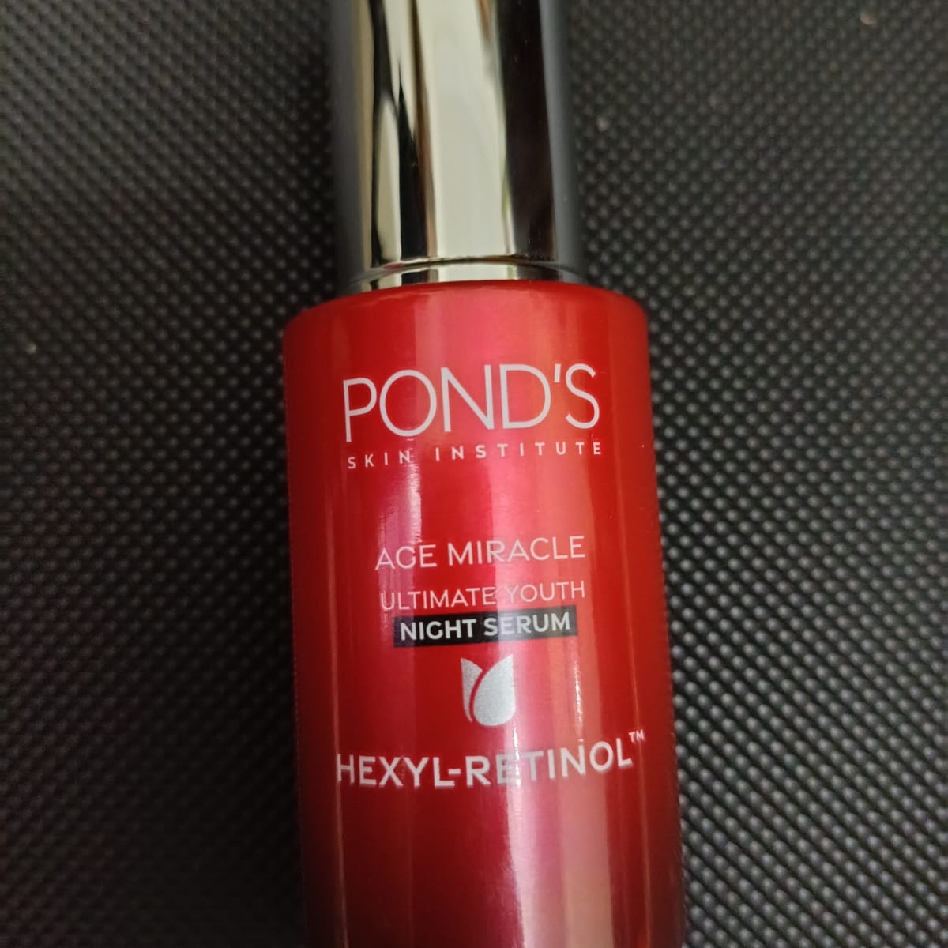 POND'S
SKIN INSTITUTE
AGE MIRACLE
ULTIMATE YOUTH
NIGHT SERUM
HEXYL-RETINOL™